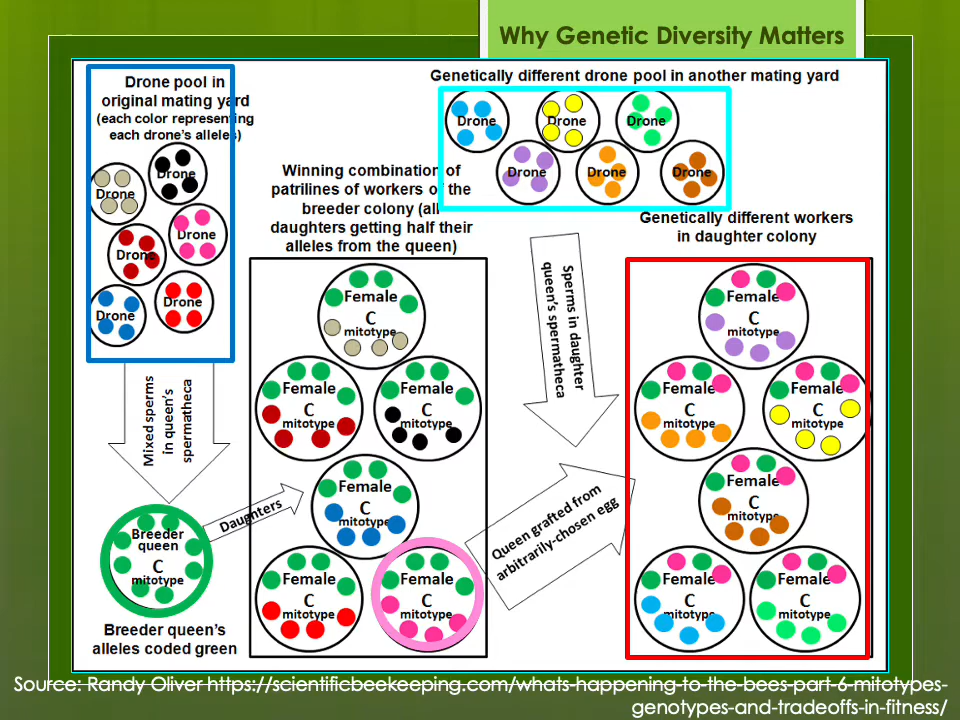 Why Genetic Diversity Matters
Drone pool in
original mating yard
(each color representing
each drone's alleles)
Drone
Drone
Drone
Drone
Drone
Drone
Genetically different drone pool in another mating yard
Drone
Drone
Drone
Drone
Drone
Drone
Winning combination of
patrilines of workers of the
breeder colony (all
daughters getting half their
alleles from the queen)
Genetically different workers
in daughter colony
Mixed sperms
in queen's
spermatheca
Breeder
queen
C
mitotype
Breeder queen's
alleles coded green
Daughters
Female
C
mitotype
Female
C
mitotype
Female
C
mitotype
Female
C
mitotype
Female
C
mitotype
Female
C
mitotype
Sperms in daughter
queen's spermatheca
Queen grafted from
arbitrarily-chosen egg
Female
C
mitotype
Female
C
mitotype
Female
C
mitotype
Female
C
mitotype
Female
C
mitotype
Female
C
mitotype
Source: Randy Oliver https://scientificbeekeeping.com/whats-happening-to-the-bees-part-6-mitotypes-
genotypes-and-tradeoffs-in-fitness/